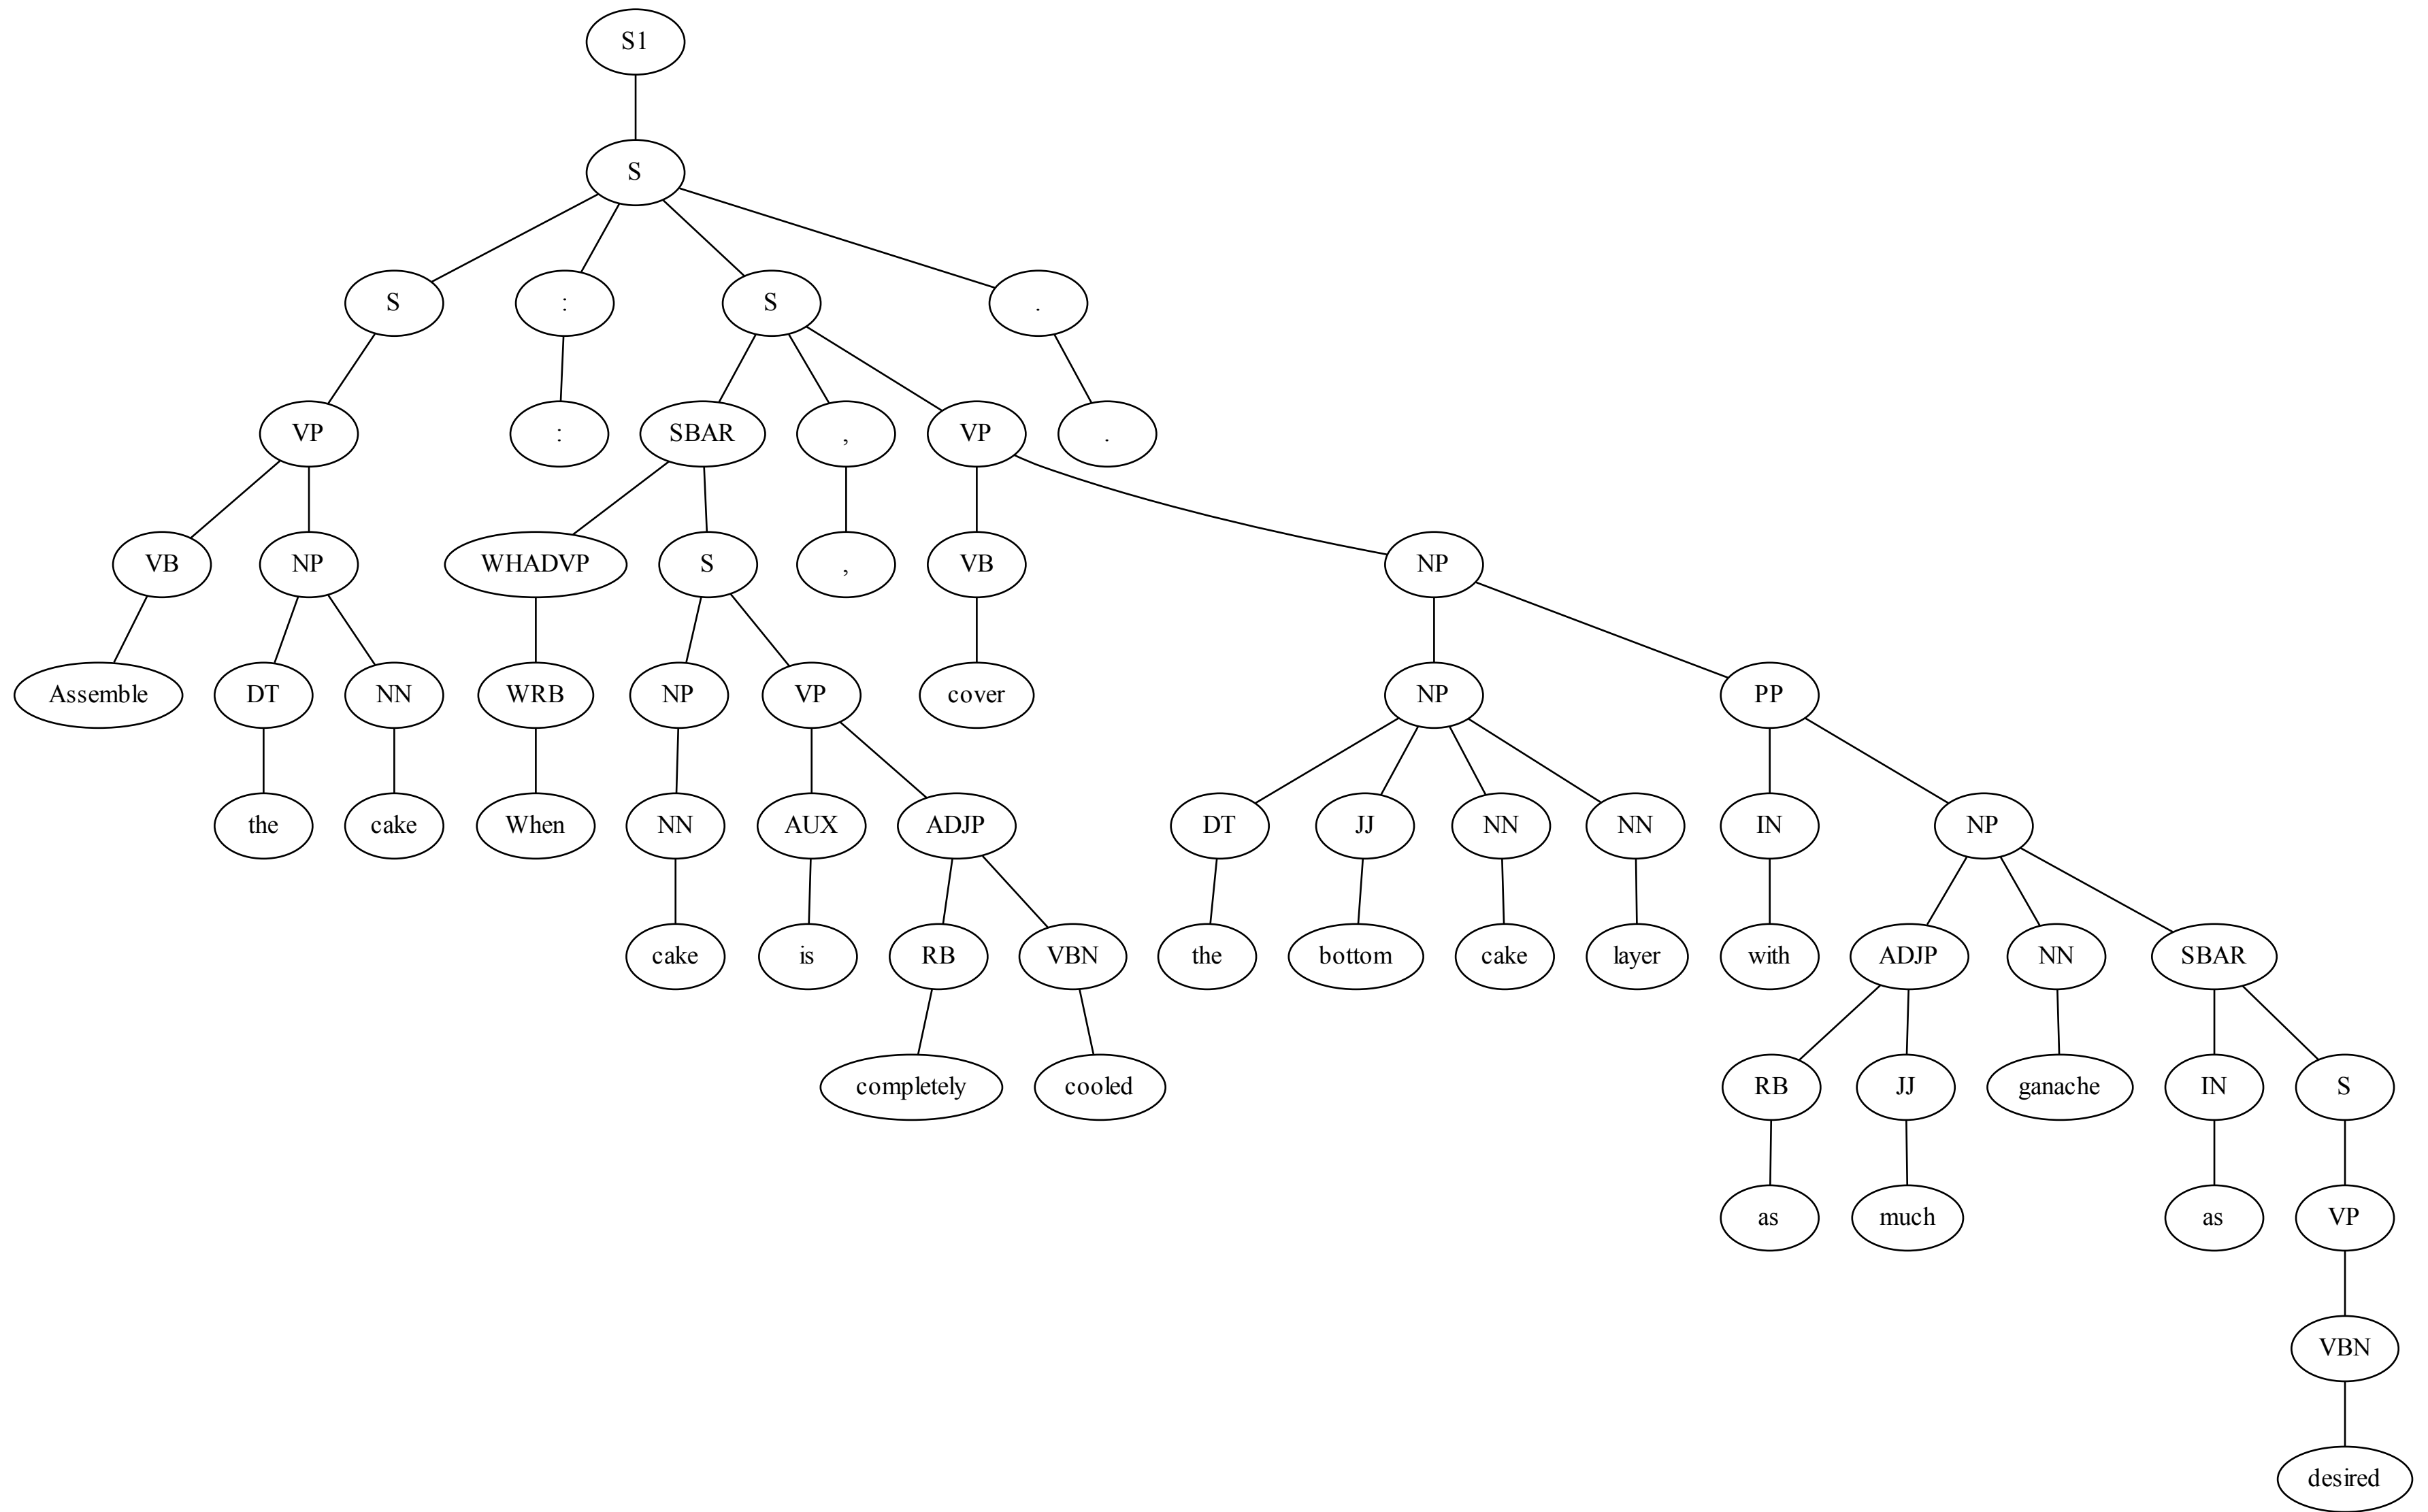 S1
S
S : S .
VP : SBAR , VP .
VB NP WHADVP S , VB NP
Assemble DT NN WRB NP VP cover NP PP
the cake When NN AUX ADJP DT JJ NN NN IN NP
cake is RB VBN the bottom cake layer with ADJP NN SBAR
completely cooled RB JJ ganache IN S
as much as VP
VBN
desired